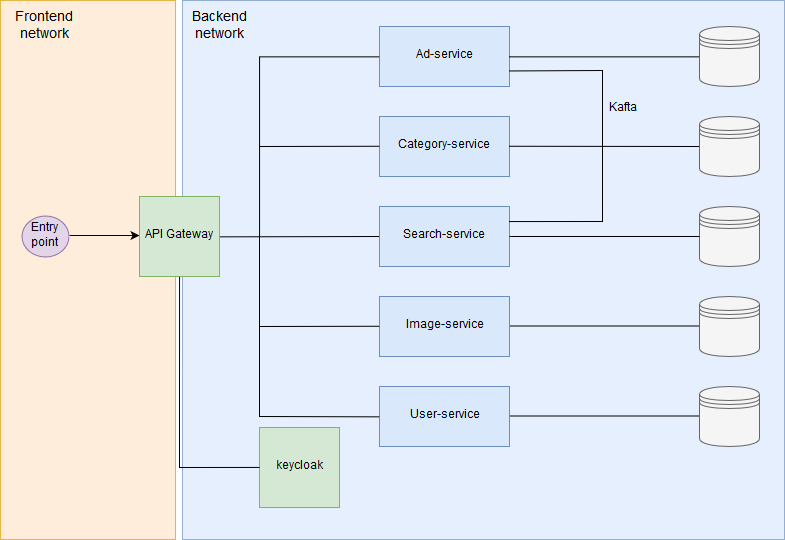 Frontend
network
Backend
network
Ad-service
Kafta
Category-service
Entry
point
API Gateway
Search-service
Image-service
User-service
keycloak